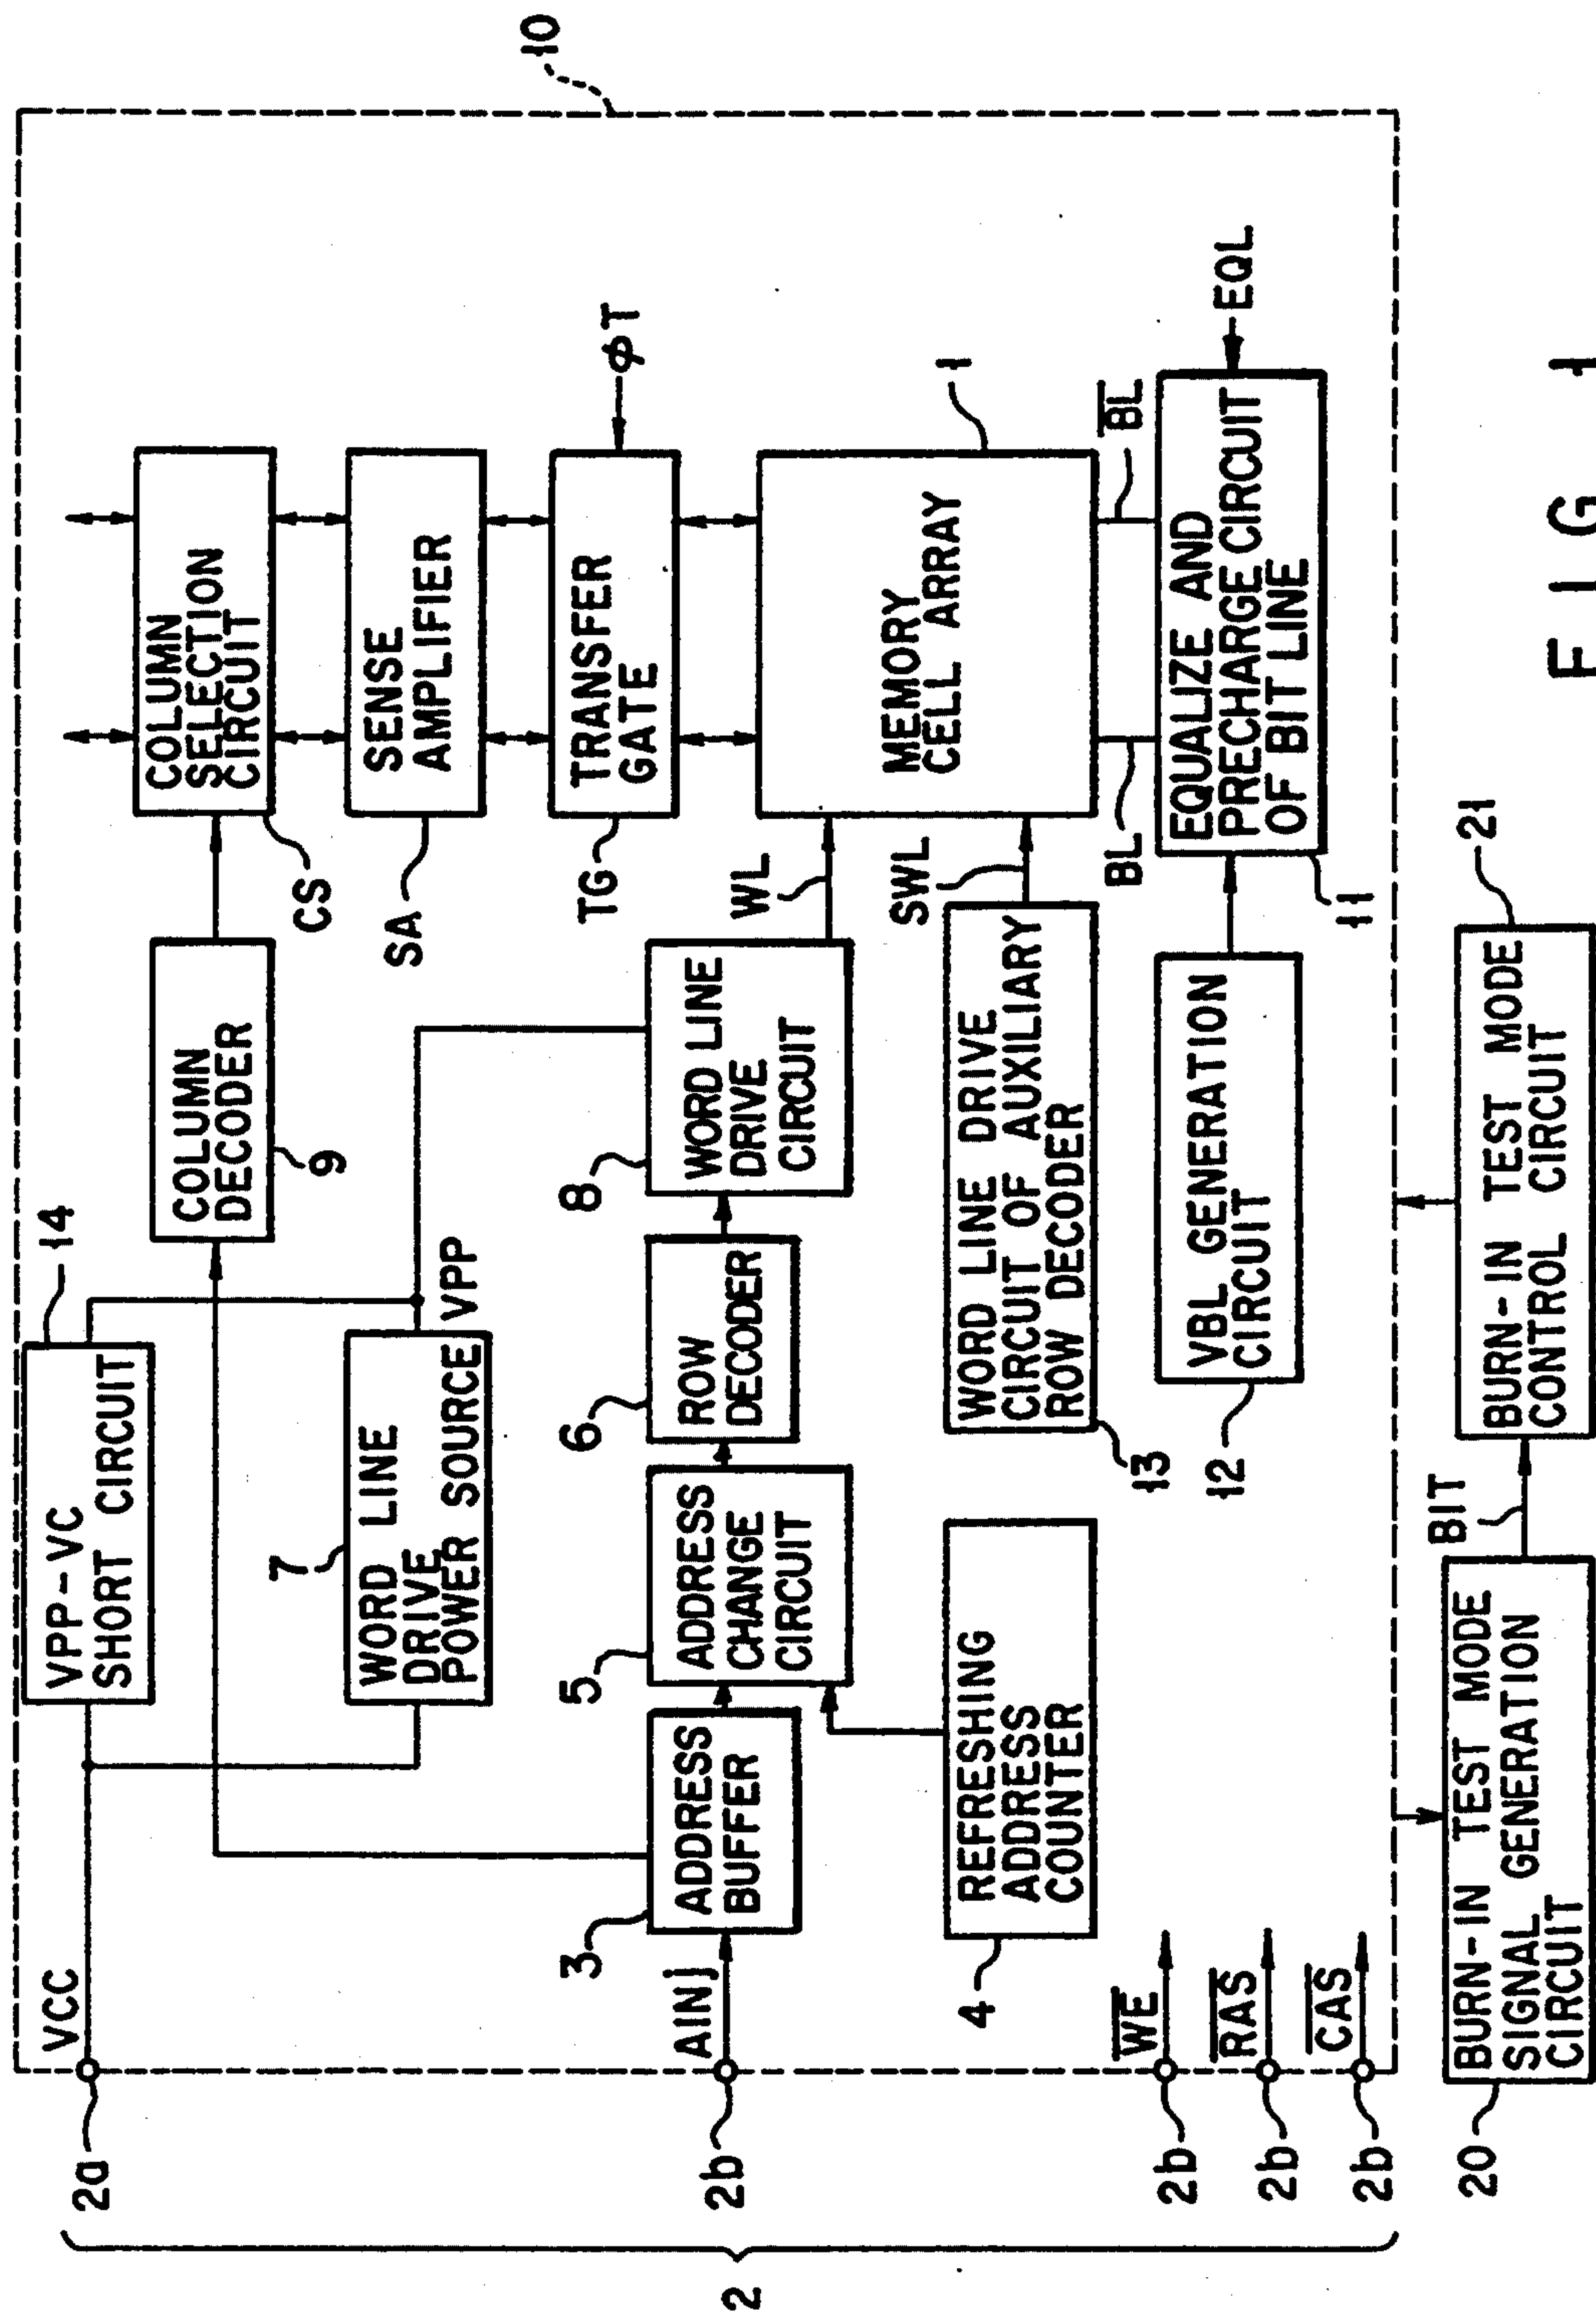 10
VCC
2a
VPP-VC
SHORT CIRCUIT
14
COLUMN
DECODER
9
COLUMN
SELECTION
CIRCUIT
CS
7
WORD LINE
DRIVE
POWER SOURCE
VPP
SENSE
AMPLIFIER
SA
TRANSFER
GATE
TG
φT
2
2b
AINj
3
ADDRESS
BUFFER
5
ADDRESS
CHANGE
CIRCUIT
6
ROW
DECODER
8
WORD LINE
DRIVE
CIRCUIT
WL
MEMORY
CELL ARRAY
1
4
REFRESHING
ADDRESS
COUNTER
13
WORD LINE DRIVE
CIRCUIT OF AUXILIARY
ROW DECODER
SWL
BL
B̅L̅
12
VBL GENERATION
CIRCUIT
EQUALIZE AND
PRECHARGE CIRCUIT
OF BIT LINE
11
EQL
2b
W̅E̅
2b
R̅A̅S̅
2b
C̅A̅S̅
20
BURN-IN TEST MODE
SIGNAL GENERATION
CIRCUIT
BIT
BURN-IN TEST MODE
CONTROL CIRCUIT
21
FIG 1